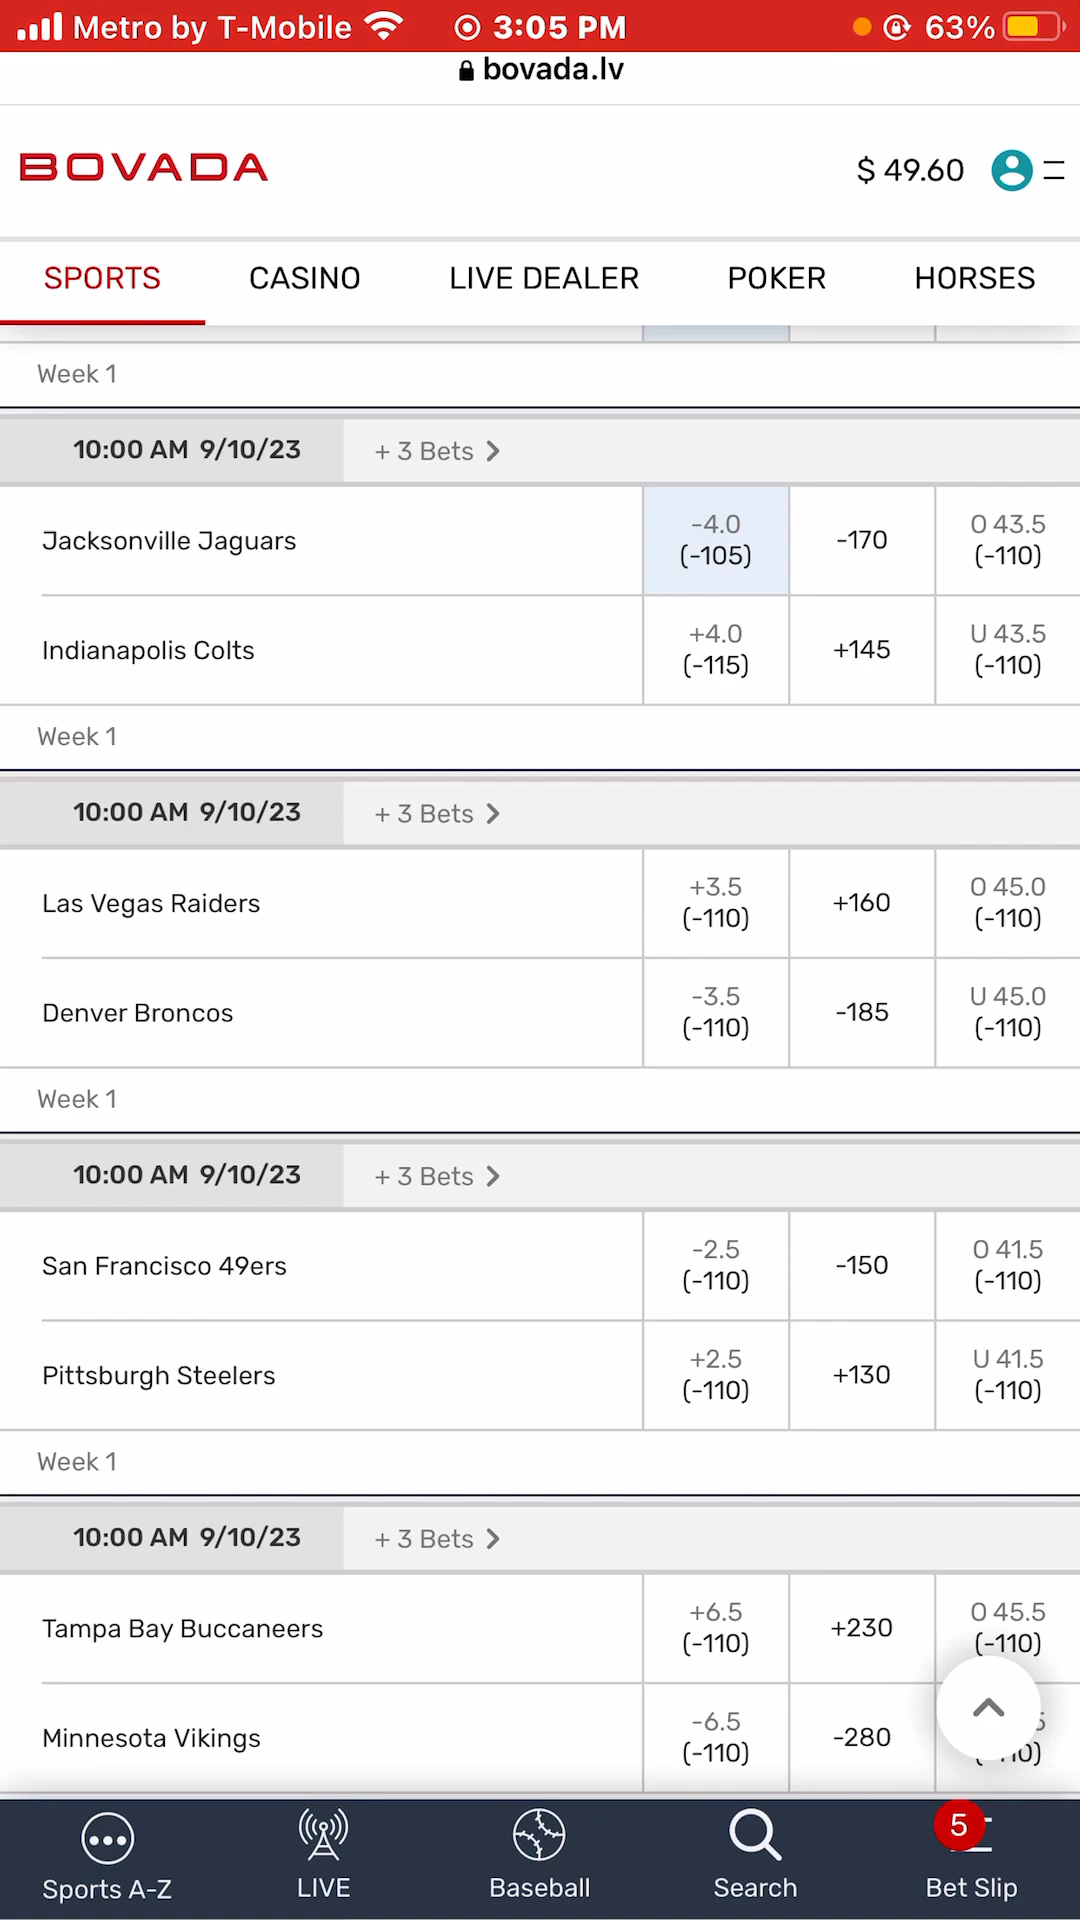 Metro by T-Mobile 3:05 PM 63%
bovada.lv
BOVADA $ 49.60
SPORTS CASINO LIVE DEALER POKER HORSES
Week 1
10:00 AM 9/10/23 + 3 Bets
-4.0 O 43.5
Jacksonville Jaguars -170
(-105) (-110)
+4.0 U 43.5
Indianapolis Colts +145
(-115) (-110)
Week 1
10:00 AM 9/10/23 + 3 Bets
+3.5 O 45.0
Las Vegas Raiders +160
(-110) (-110)
-3.5 U 45.0
Denver Broncos -185
(-110) (-110)
Week 1
10:00 AM 9/10/23 + 3 Bets
-2.5 O 41.5
San Francisco 49ers -150
(-110) (-110)
+2.5 U 41.5
Pittsburgh Steelers +130
(-110) (-110)
Week 1
10:00 AM 9/10/23 + 3 Bets
+6.5 O 45.5
Tampa Bay Buccaneers +230
(-110) (-110)
-6.5
Minnesota Vikings -280
(-110)
5
Sports A-Z LIVE Baseball Search Bet Slip